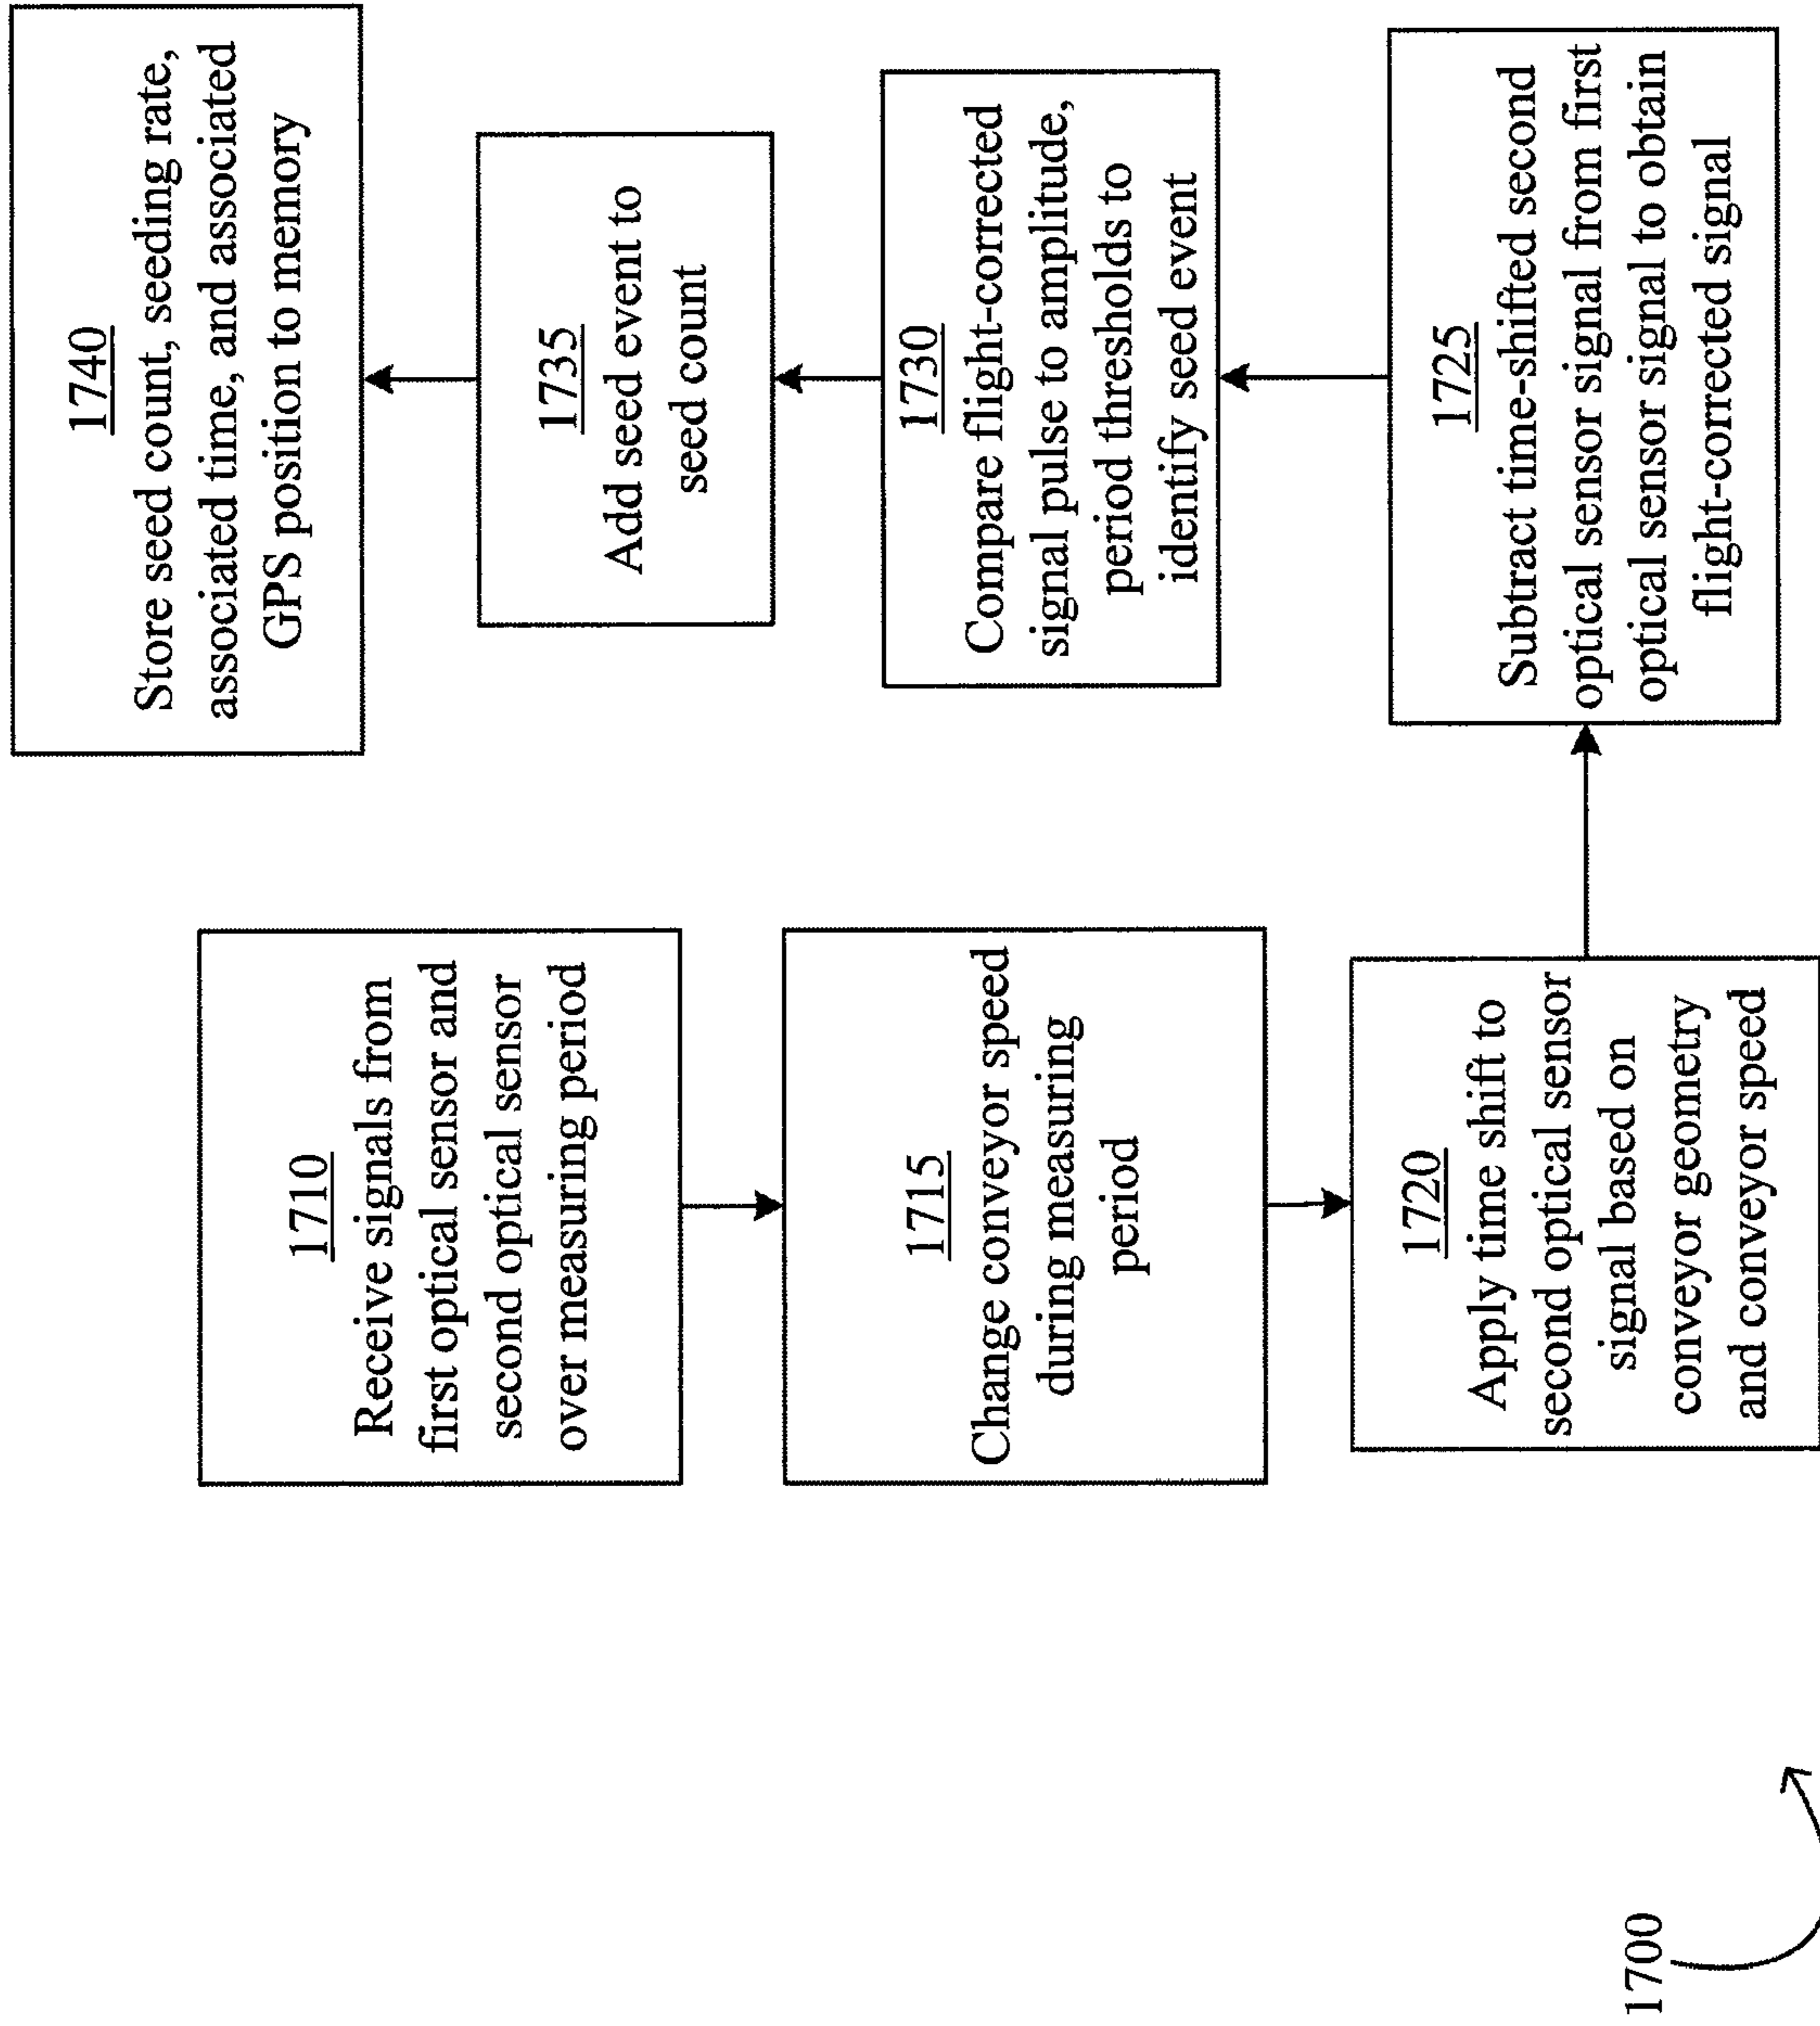 1710
Receive signals from
first optical sensor and
second optical sensor
over measuring period
1715
Change conveyor speed
during measuring
period
1720
Apply time shift to
second optical sensor
signal based on
conveyor geometry
and conveyor speed
1725
Subtract time-shifted second
optical sensor signal from first
optical sensor signal to obtain
flight-corrected signal
1730
Compare flight-corrected
signal pulse to amplitude,
period thresholds to
identify seed event
1735
Add seed event to
seed count
1740
Store seed count, seeding rate,
associated time, and associated
GPS position to memory
1700